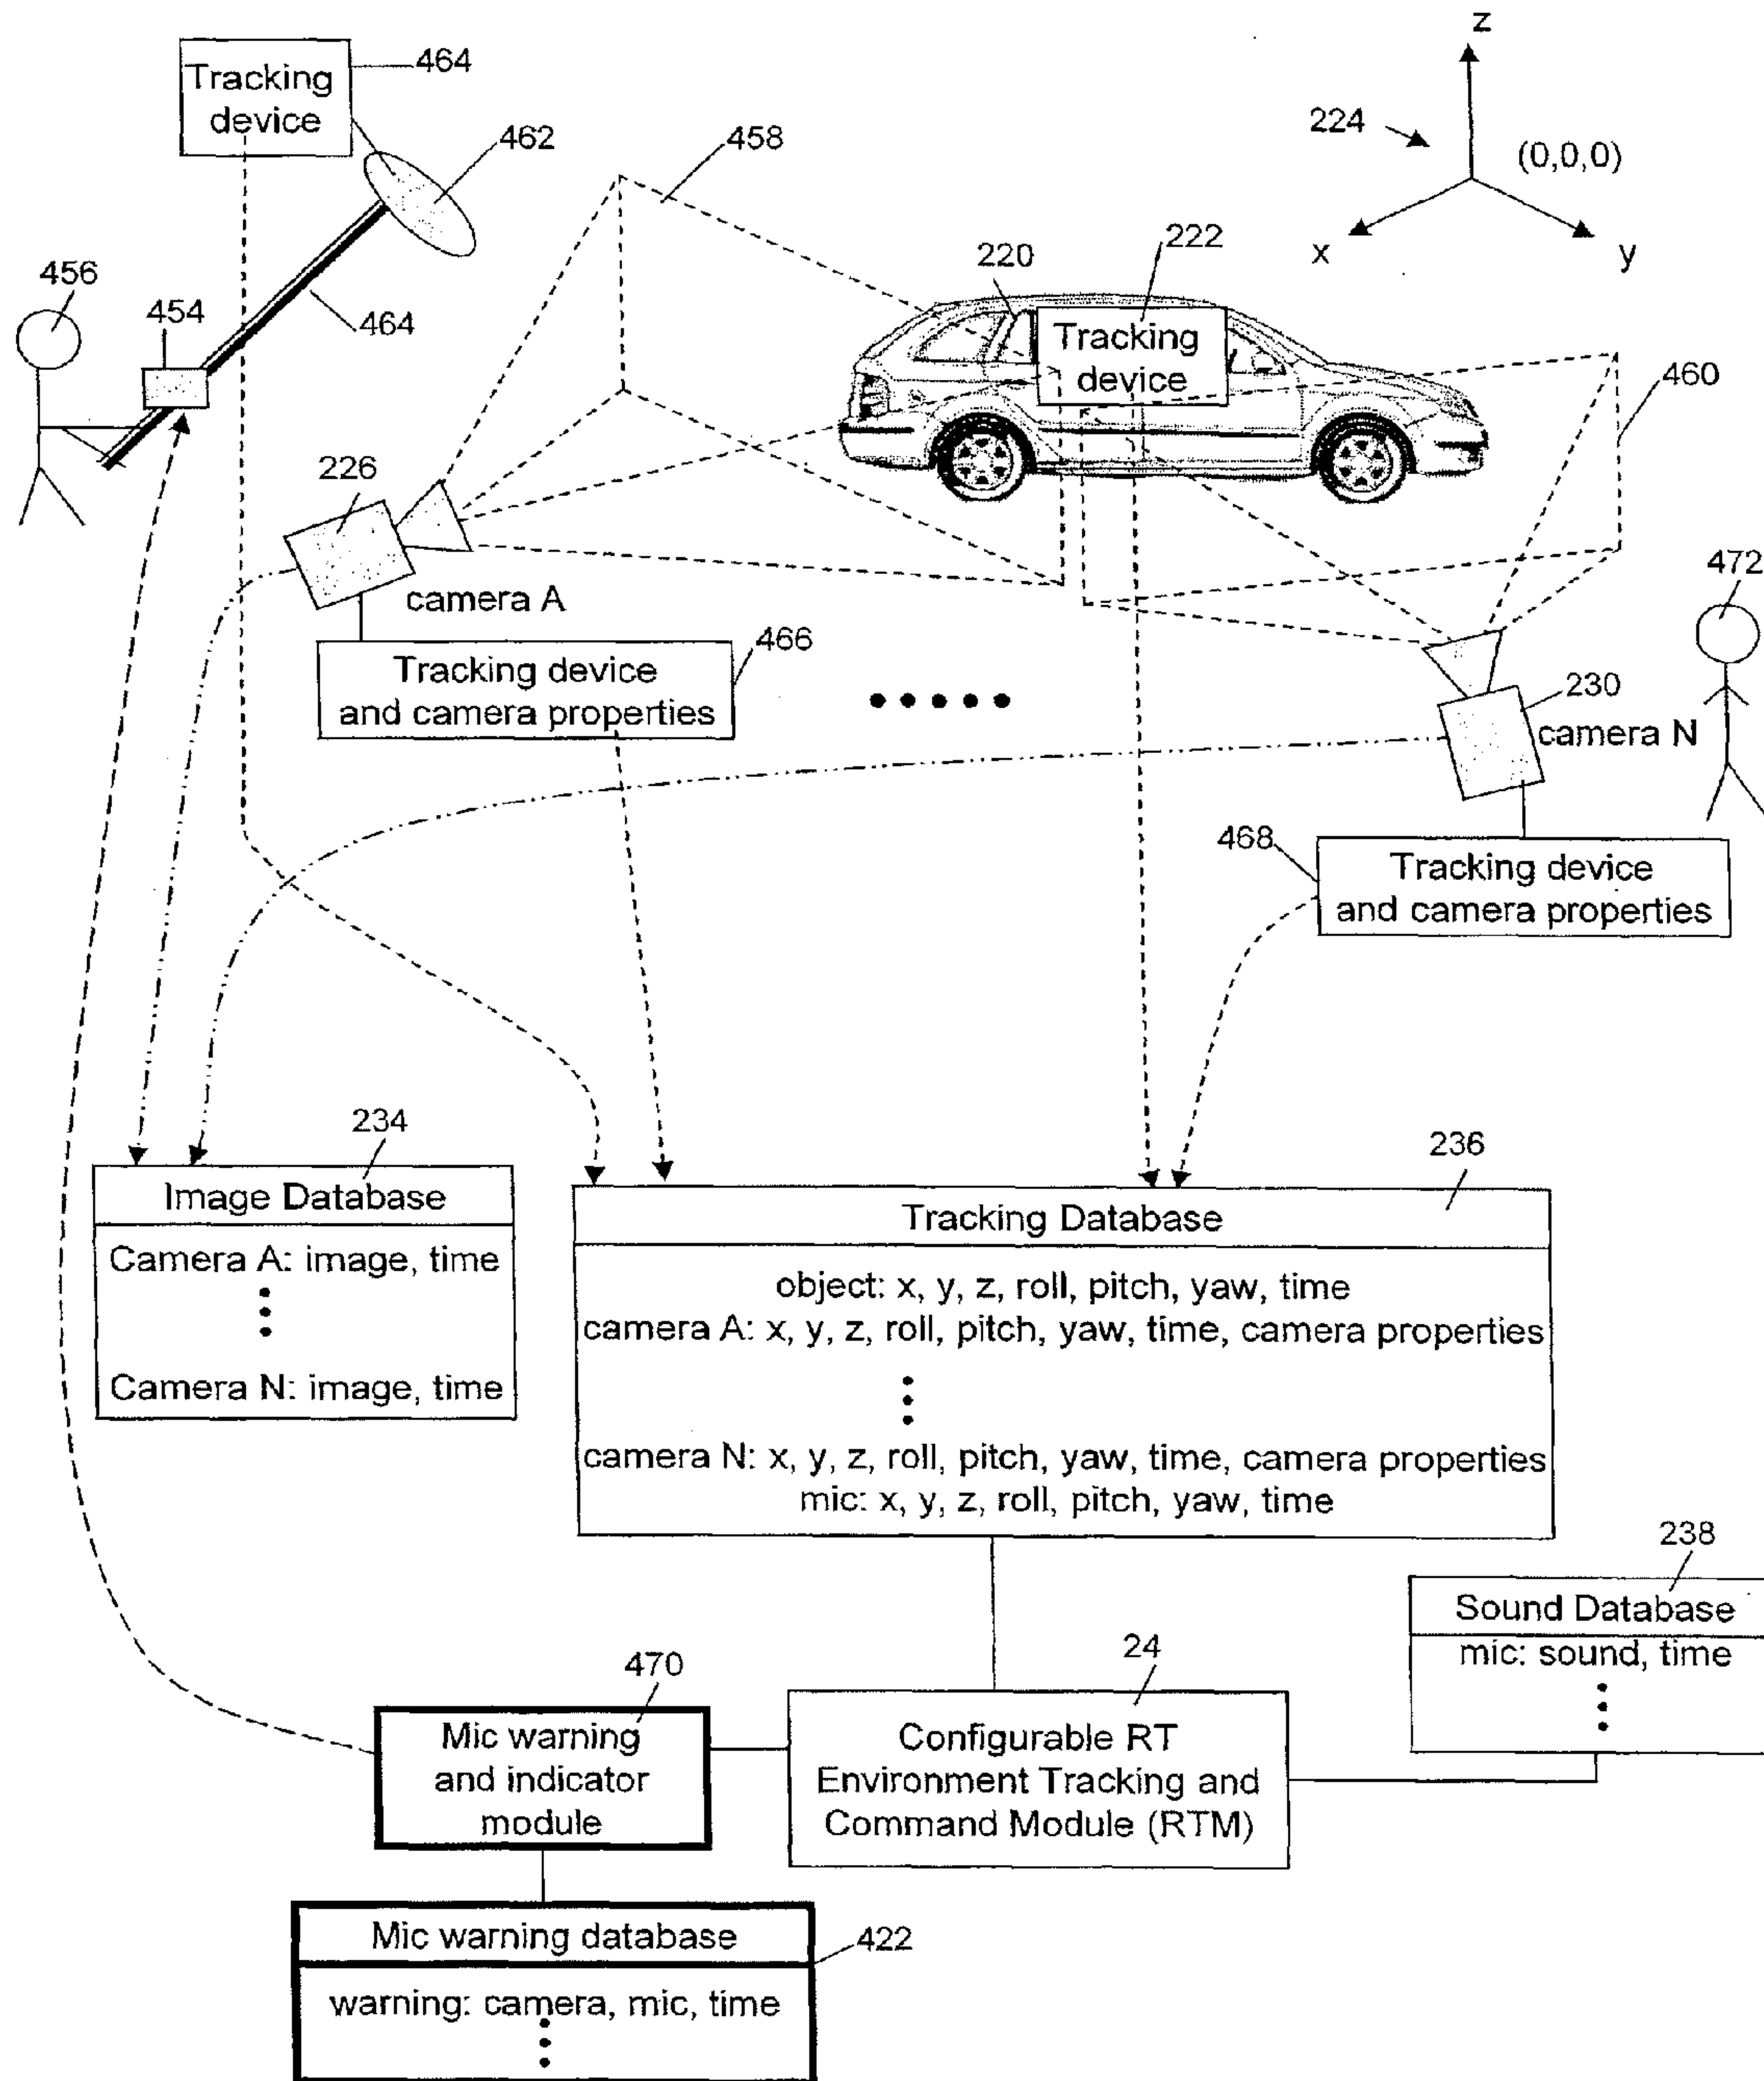 z
464
Tracking
device
462
458
224
(0,0,0)
x
y
220
222
Tracking
device
456
454
464
460
226
camera A
472
466
Tracking device
and camera properties
230
camera N
468
Tracking device
and camera properties
234
Image Database
Camera A: image, time
Camera N: image, time
236
Tracking Database
object: x, y, z, roll, pitch, yaw, time
camera A: x, y, z, roll, pitch, yaw, time, camera properties
camera N: x, y, z, roll, pitch, yaw, time, camera properties
mic: x, y, z, roll, pitch, yaw, time
238
Sound Database
mic: sound, time
470
Mic warning
and indicator
module
24
Configurable RT
Environment Tracking and
Command Module (RTM)
Mic warning database
422
warning: camera, mic, time